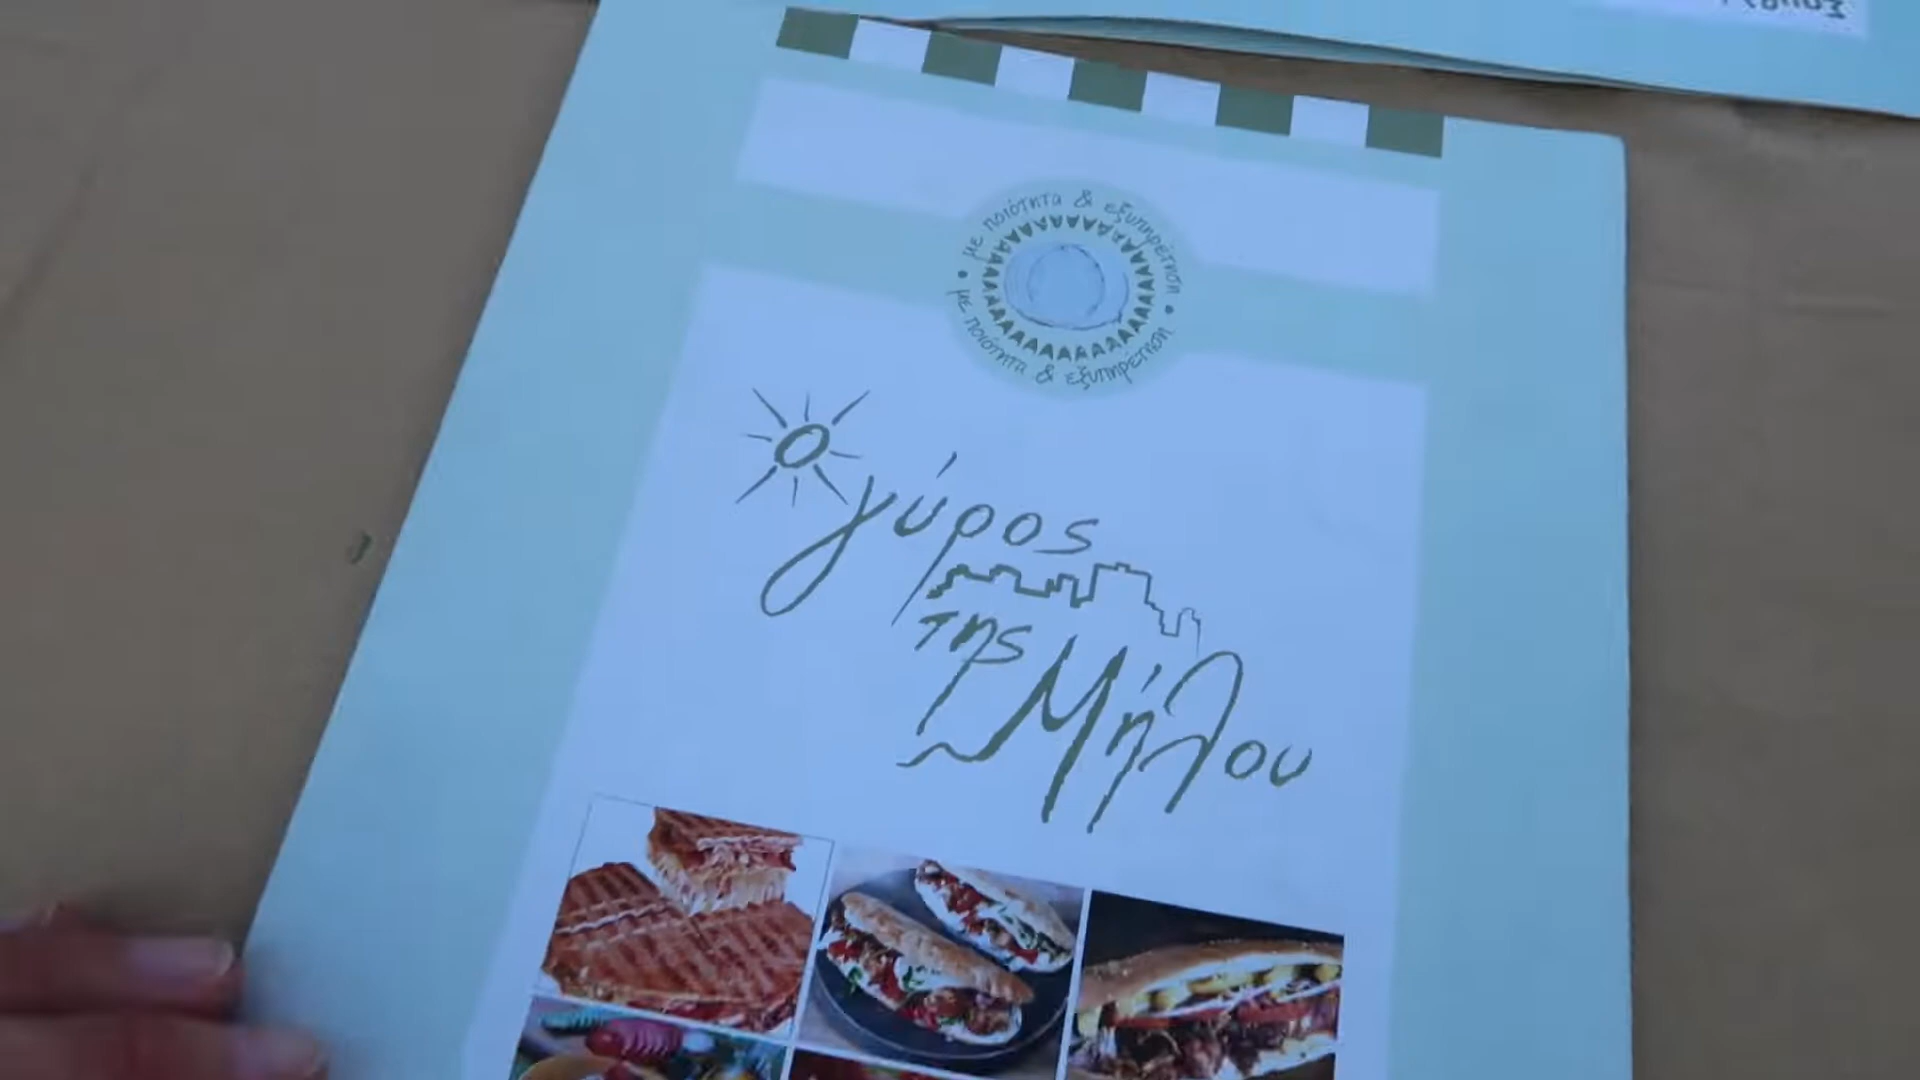 με ποιότητα & εξυπηρέτηση • με ποιότητα & εξυπηρέτηση •
Ο γύρος
της
Μήλου